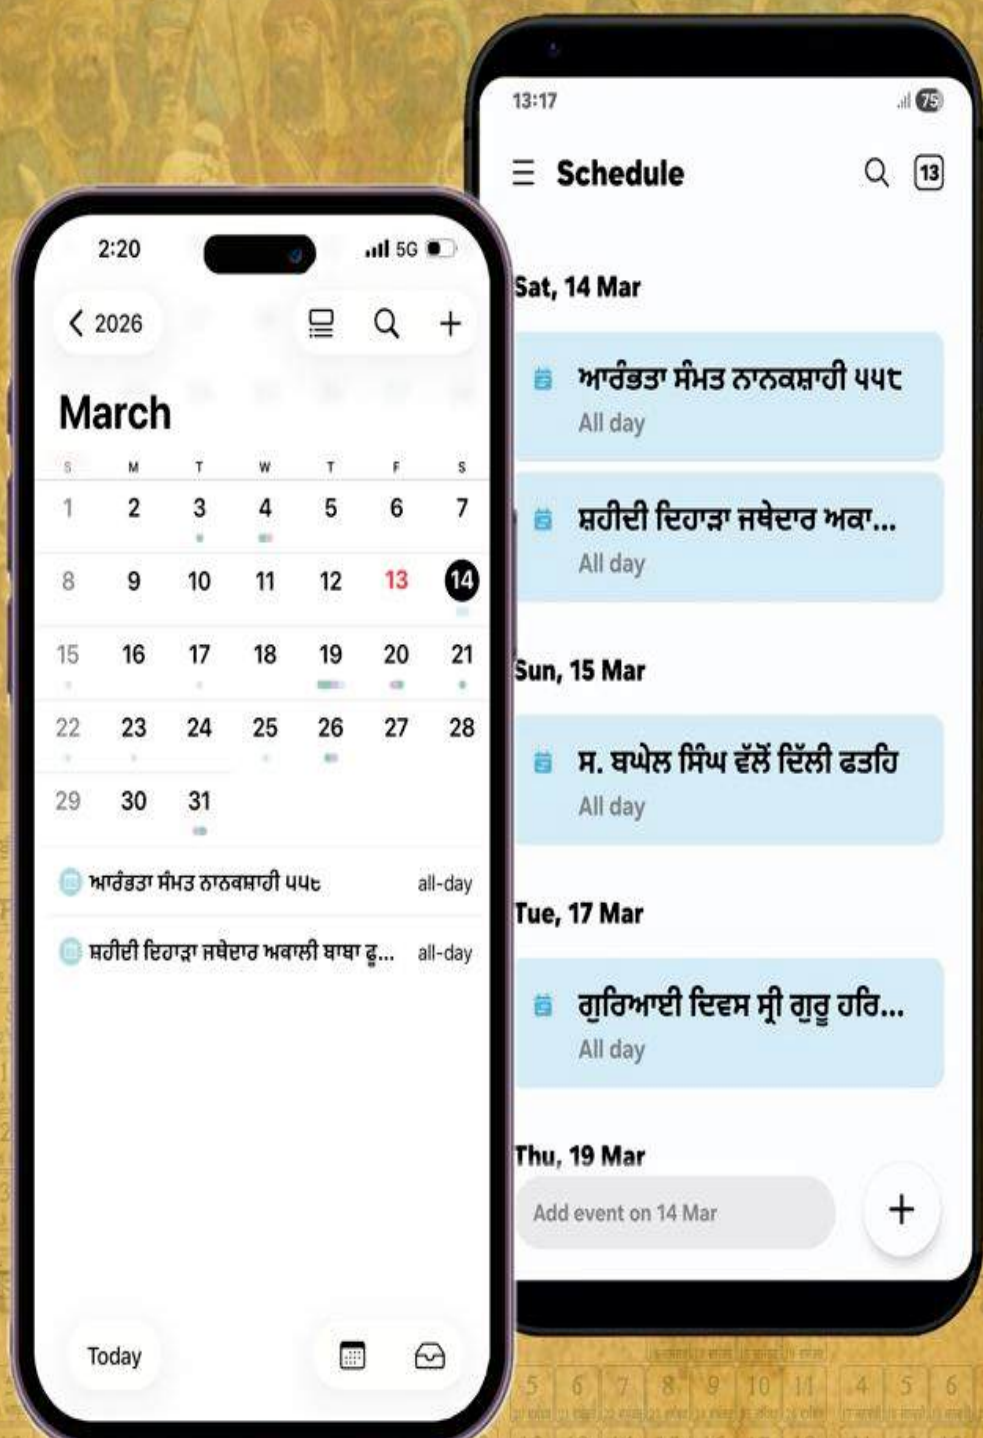 2:20
5G
2026
March
S M T W T F S
1 2 3 4 5 6 7
8 9 10 11 12 13 14
15 16 17 18 19 20 21
22 23 24 25 26 27 28
29 30 31
ਆਰੰਭਤਾ ਸੰਮਤ ਨਾਨਕਸ਼ਾਹੀ ੫੫੮ all-day
ਸ਼ਹੀਦੀ ਦਿਹਾੜਾ ਜਥੇਦਾਰ ਅਕਾਲੀ ਬਾਬਾ ਫੂ... all-day
Today
13:17
75
Schedule
13
Sat, 14 Mar
ਆਰੰਭਤਾ ਸੰਮਤ ਨਾਨਕਸ਼ਾਹੀ ੫੫੮
All day
ਸ਼ਹੀਦੀ ਦਿਹਾੜਾ ਜਥੇਦਾਰ ਅਕਾ...
All day
Sun, 15 Mar
ਸ. ਬਘੇਲ ਸਿੰਘ ਵੱਲੋਂ ਦਿੱਲੀ ਫਤਹਿ
All day
Tue, 17 Mar
ਗੁਰਿਆਈ ਦਿਵਸ ਸ੍ਰੀ ਗੁਰੂ ਹਰਿ...
All day
Thu, 19 Mar
Add event on 14 Mar
5 6 7 8 9 10 11 4 5 6